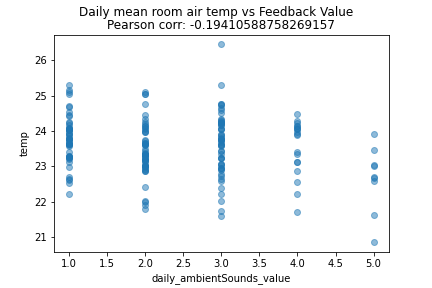 Daily mean room air temp vs Feedback Value
Pearson corr: -0.19410588758269157
26
25
24
23
22
21
temp
1.0 1.5 2.0 2.5 3.0 3.5 4.0 4.5 5.0
daily_ambientSounds_value